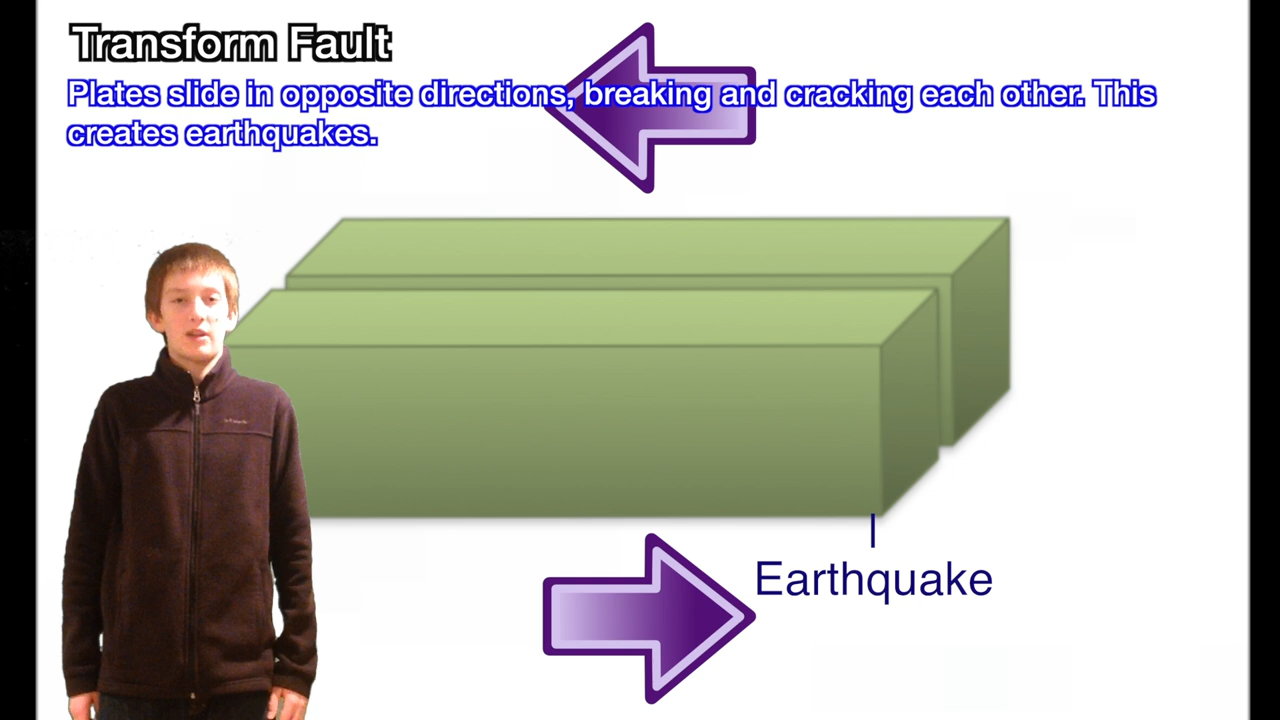 Transform Fault
Plates slide in opposite directions, breaking and cracking each other. This
creates earthquakes.
Earthquake